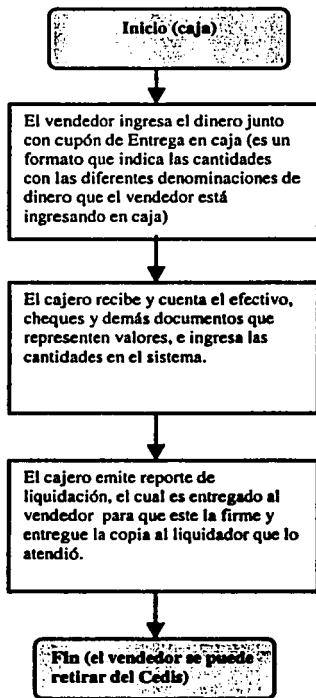 Inicio (caja)
El vendedor ingresa el dinero junto
con cupón de Entrega en caja (es un
formato que indica las cantidades
con las diferentes denominaciones de
dinero que el vendedor está
ingresando en caja)
El cajero recibe y cuenta el efectivo,
cheques y demás documentos que
representen valores, e ingresa las
cantidades en el sistema.
El cajero emite reporte de
liquidación, el cual es entregado al
vendedor para que este la firme y
entregue la copia al liquidador que lo
atendió.
Fin (el vendedor se puede
retirar del Cedis)